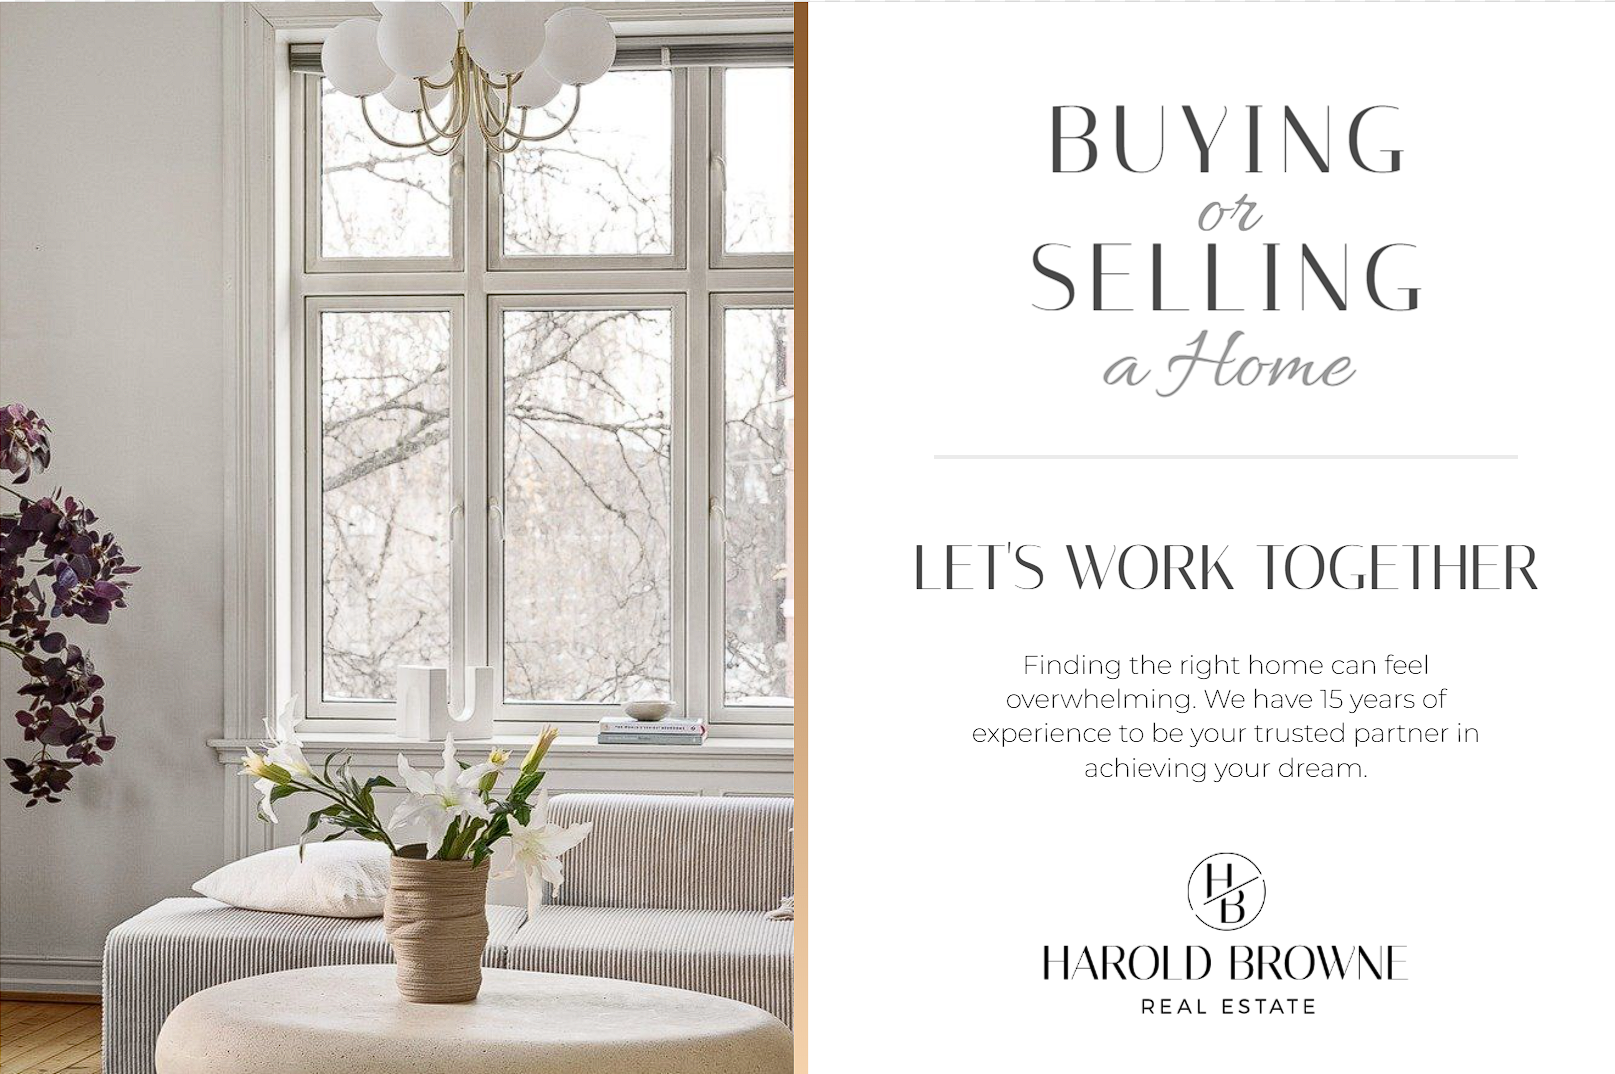 BUYING
or
SELLING
a Home
LET'S WORK TOGETHER
Finding the right home can feel
overwhelming. We have 15 years of
experience to be your trusted partner in
achieving your dream.
H
B
HAROLD BROWNE
REAL ESTATE